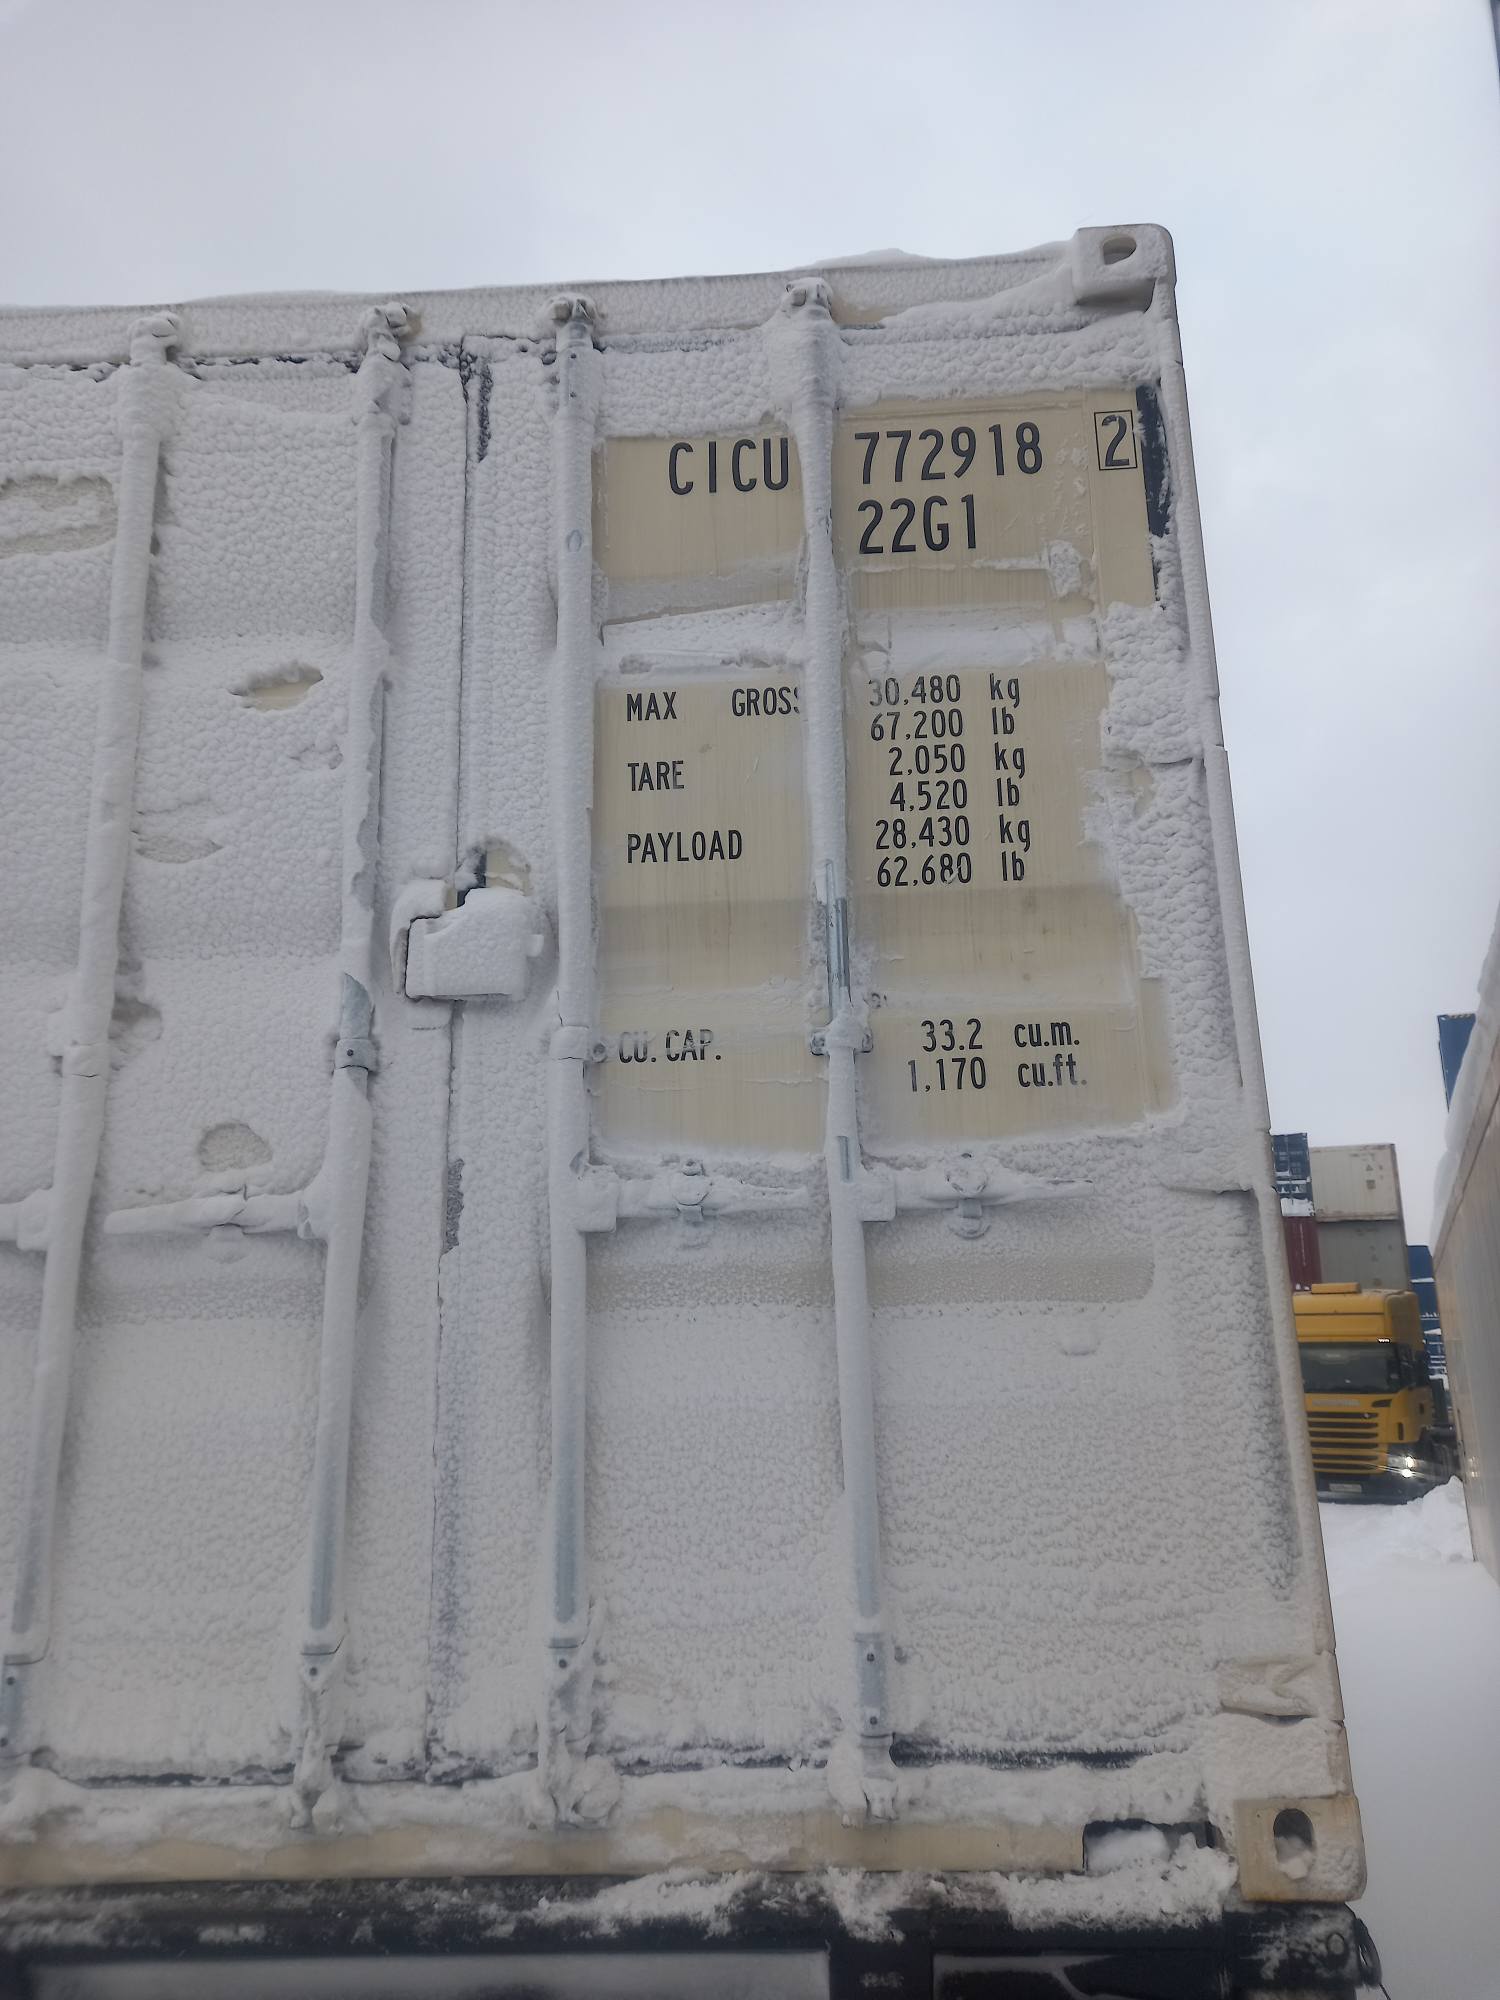 CICU 772918 2
22G1
MAX GROSS 30,480 kg
67,200 lb
TARE 2,050 kg
4,520 lb
PAYLOAD 28,430 kg
62,680 lb
CU. CAP. 33.2 cu.m.
1,170 cu.ft.